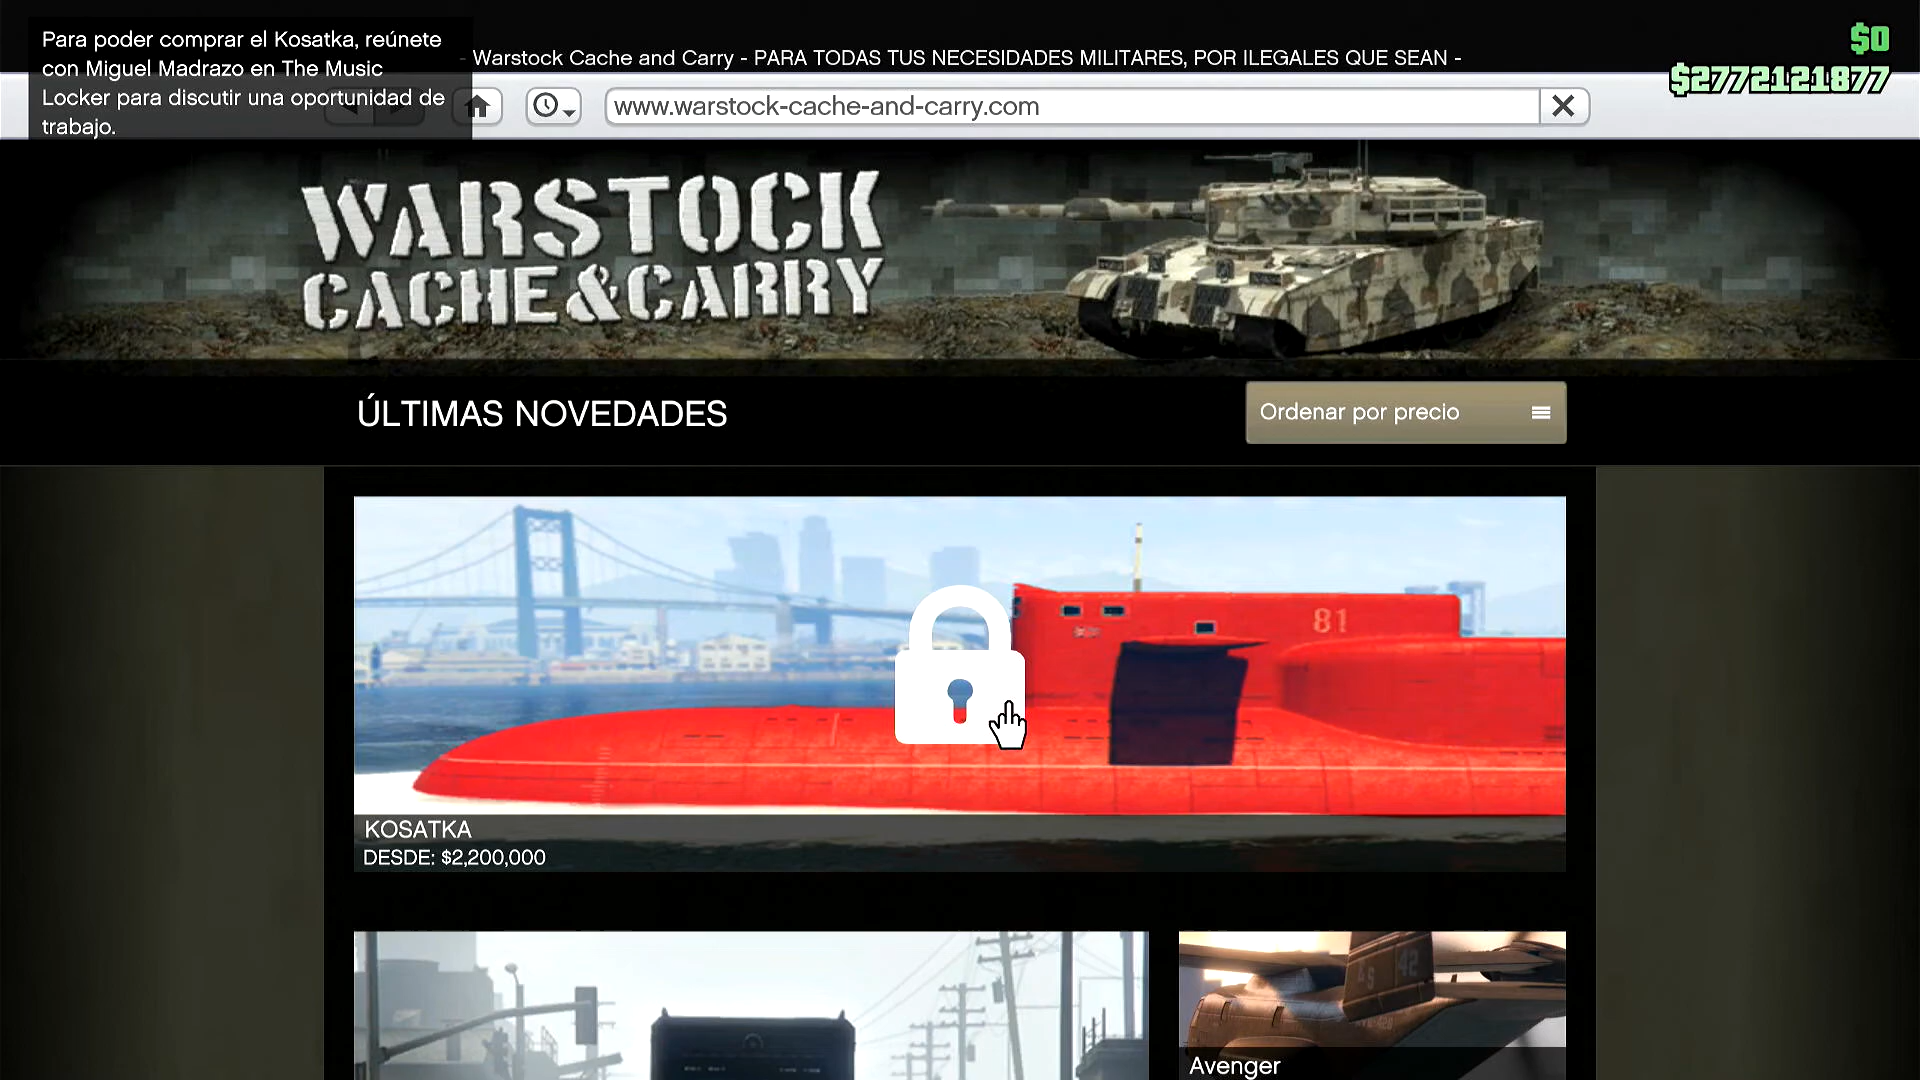 Para poder comprar el Kosatka, reúnete
con Miguel Madrazo en The Music
Locker para discutir una oportunidad de
trabajo.
- Warstock Cache and Carry - PARA TODAS TUS NECESIDADES MILITARES, POR ILEGALES QUE SEAN -
$0
$2772121877
www.warstock-cache-and-carry.com
WARSTOCK
CACHE & CARRY
ÚLTIMAS NOVEDADES
Ordenar por precio
81
KOSATKA
DESDE: $2,200,000
LS 42
Avenger